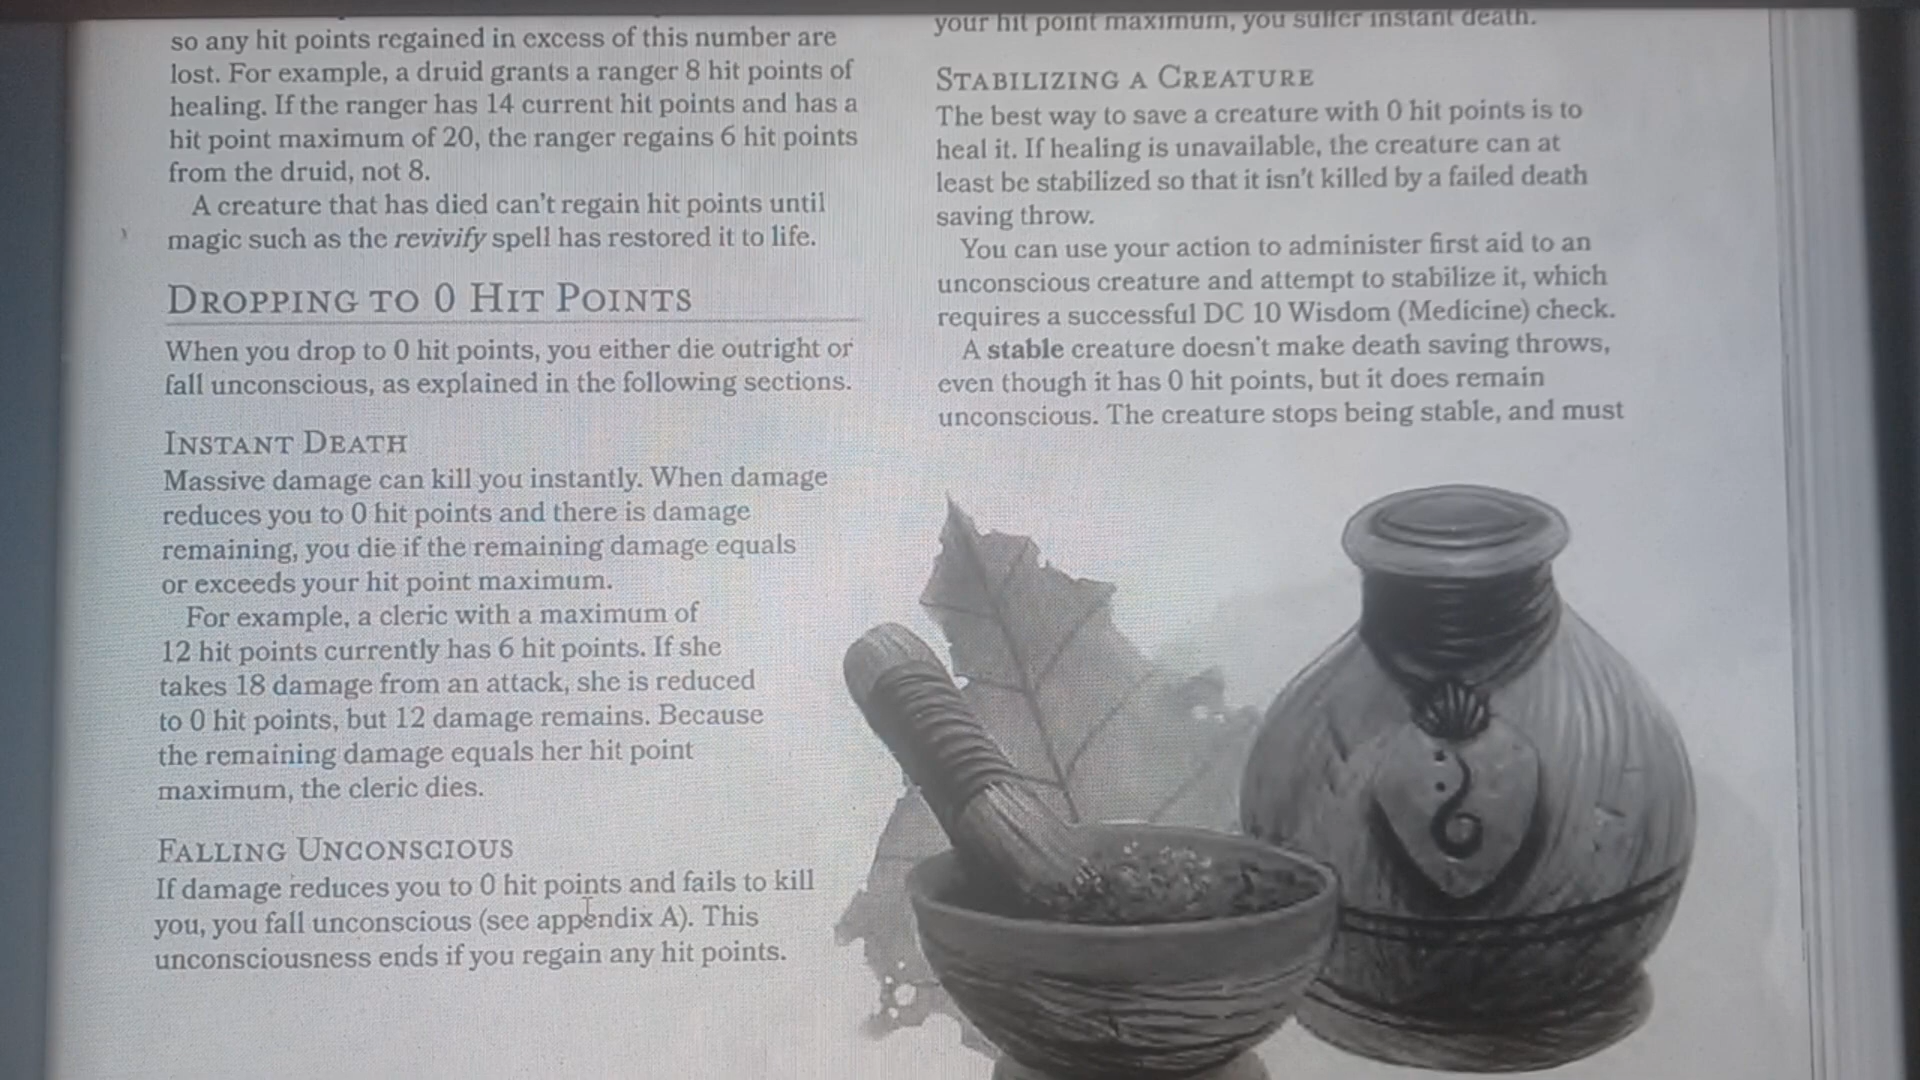 so any hit points regained in excess of this number are
lost. For example, a druid grants a ranger 8 hit points of
healing. If the ranger has 14 current hit points and has a
hit point maximum of 20, the ranger regains 6 hit points
from the druid, not 8.
A creature that has died can't regain hit points until
magic such as the revivify spell has restored it to life.
DROPPING TO 0 HIT POINTS
When you drop to 0 hit points, you either die outright or
fall unconscious, as explained in the following sections.
INSTANT DEATH
Massive damage can kill you instantly. When damage
reduces you to 0 hit points and there is damage
remaining, you die if the remaining damage equals
or exceeds your hit point maximum.
For example, a cleric with a maximum of
12 hit points currently has 6 hit points. If she
takes 18 damage from an attack, she is reduced
to 0 hit points, but 12 damage remains. Because
the remaining damage equals her hit point
maximum, the cleric dies.
FALLING UNCONSCIOUS
If damage reduces you to 0 hit points and fails to kill
you, you fall unconscious (see appendix A). This
unconsciousness ends if you regain any hit points.
your hit point maximum, you suffer instant death.
STABILIZING A CREATURE
The best way to save a creature with 0 hit points is to
heal it. If healing is unavailable, the creature can at
least be stabilized so that it isn't killed by a failed death
saving throw.
You can use your action to administer first aid to an
unconscious creature and attempt to stabilize it, which
requires a successful DC 10 Wisdom (Medicine) check.
A stable creature doesn't make death saving throws,
even though it has 0 hit points, but it does remain
unconscious. The creature stops being stable, and must